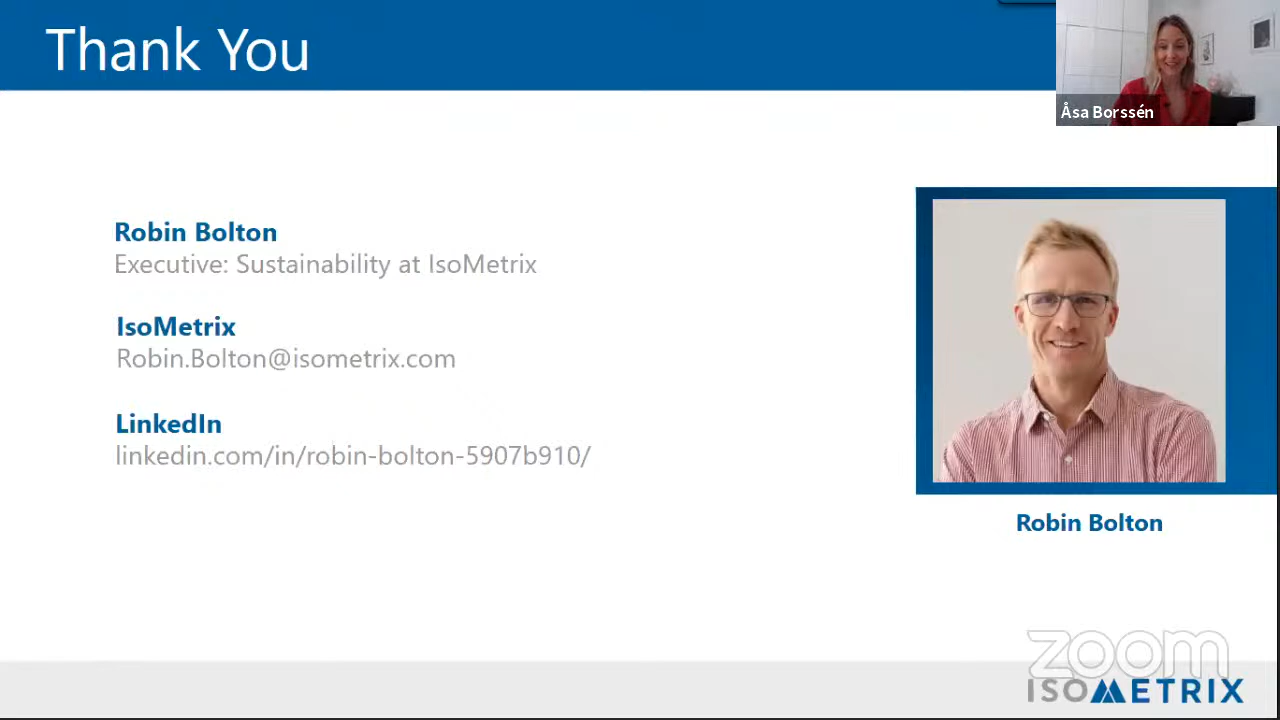 Thank You
Åsa Borssén
Robin Bolton
Executive: Sustainability at IsoMetrix
IsoMetrix
Robin.Bolton@isometrix.com
LinkedIn
linkedin.com/in/robin-bolton-5907b910/
Robin Bolton
zoom
ISOMETRIX